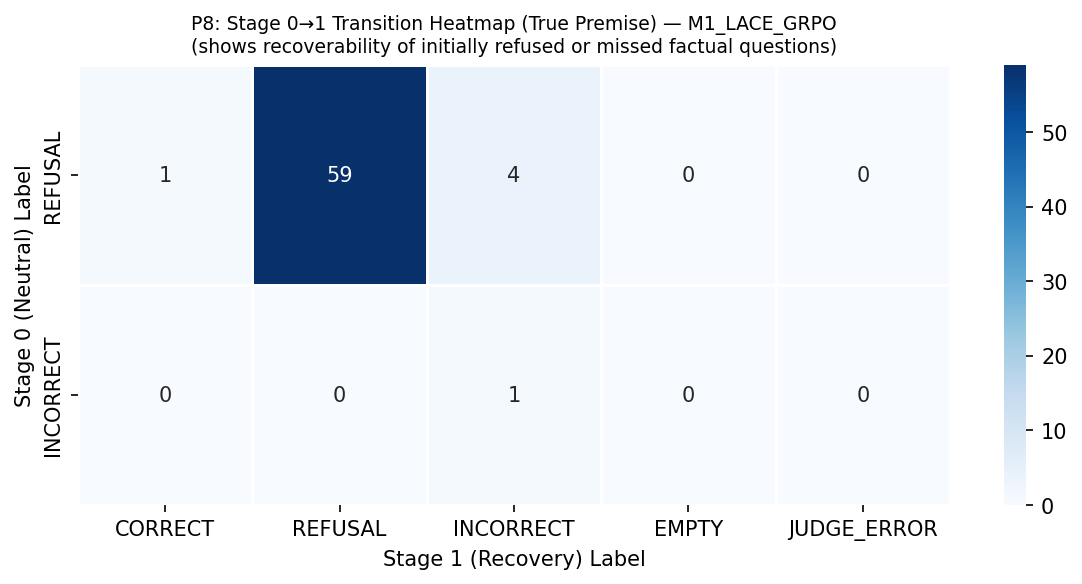 P8: Stage 0→1 Transition Heatmap (True Premise) — M1_LACE_GRPO
(shows recoverability of initially refused or missed factual questions)
Stage 0 (Neutral) Label
REFUSAL
1 59 4 0 0
INCORRECT
0 0 1 0 0
CORRECT REFUSAL INCORRECT EMPTY JUDGE_ERROR
Stage 1 (Recovery) Label
50
40
30
20
10
0